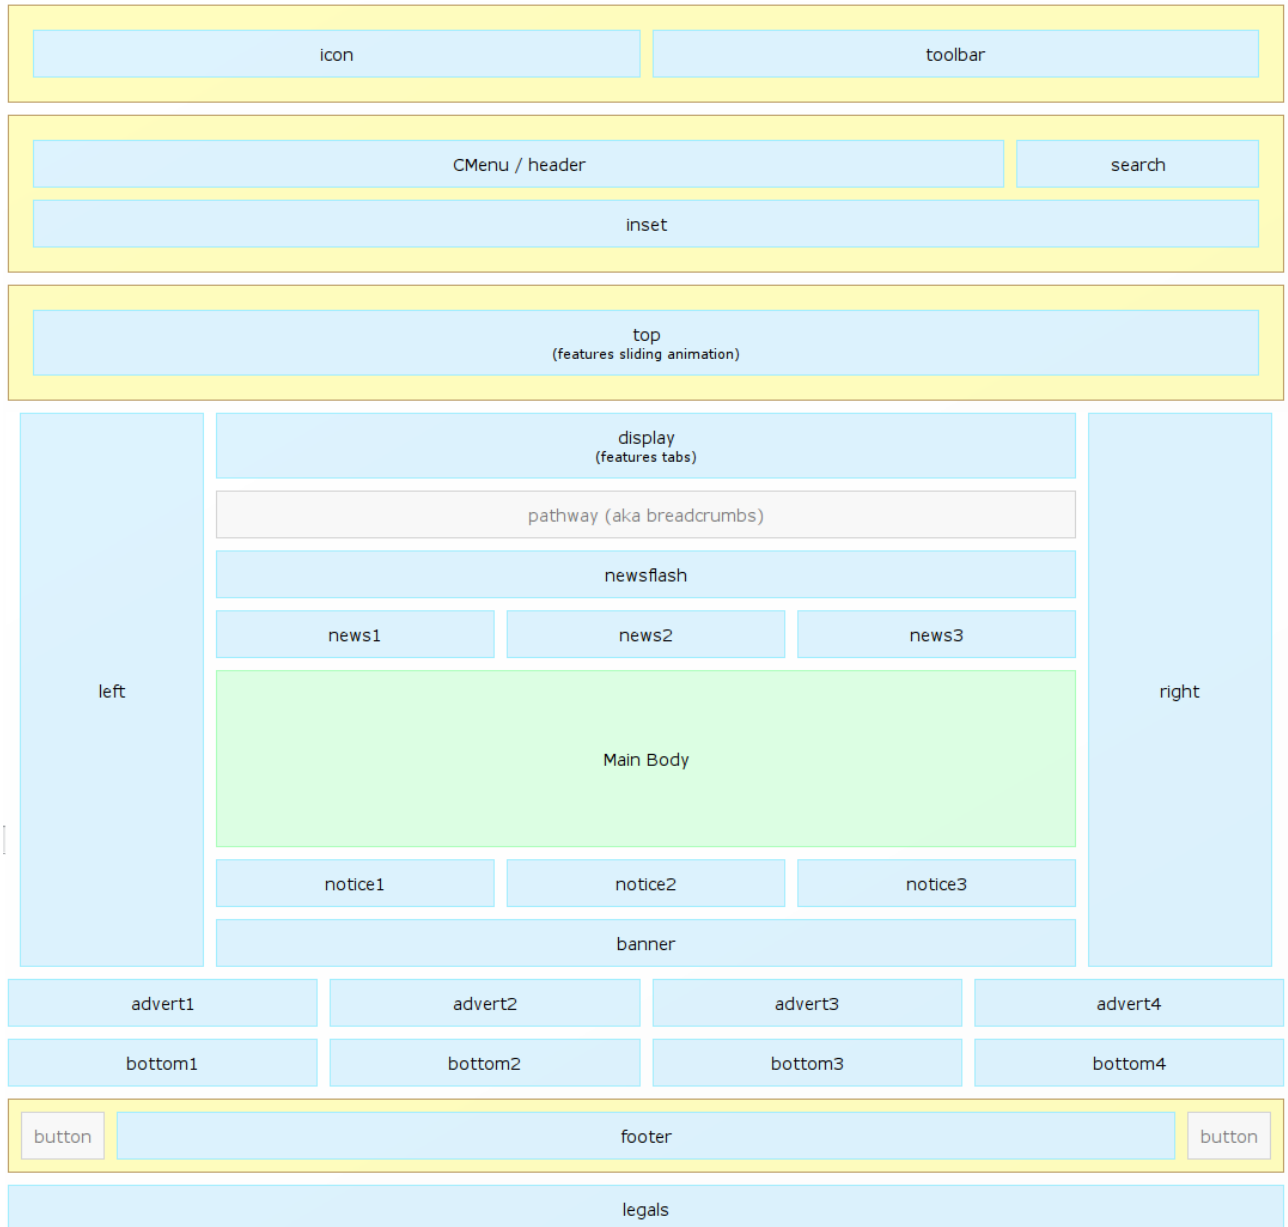 icon
toolbar
CMenu / header
search
inset
top
(features sliding animation)
display
(features tabs)
pathway (aka breadcrumbs)
newsflash
news1
news2
news3
left
right
Main Body
notice1
notice2
notice3
banner
advert1
advert2
advert3
advert4
bottom1
bottom2
bottom3
bottom4
button
footer
button
legals